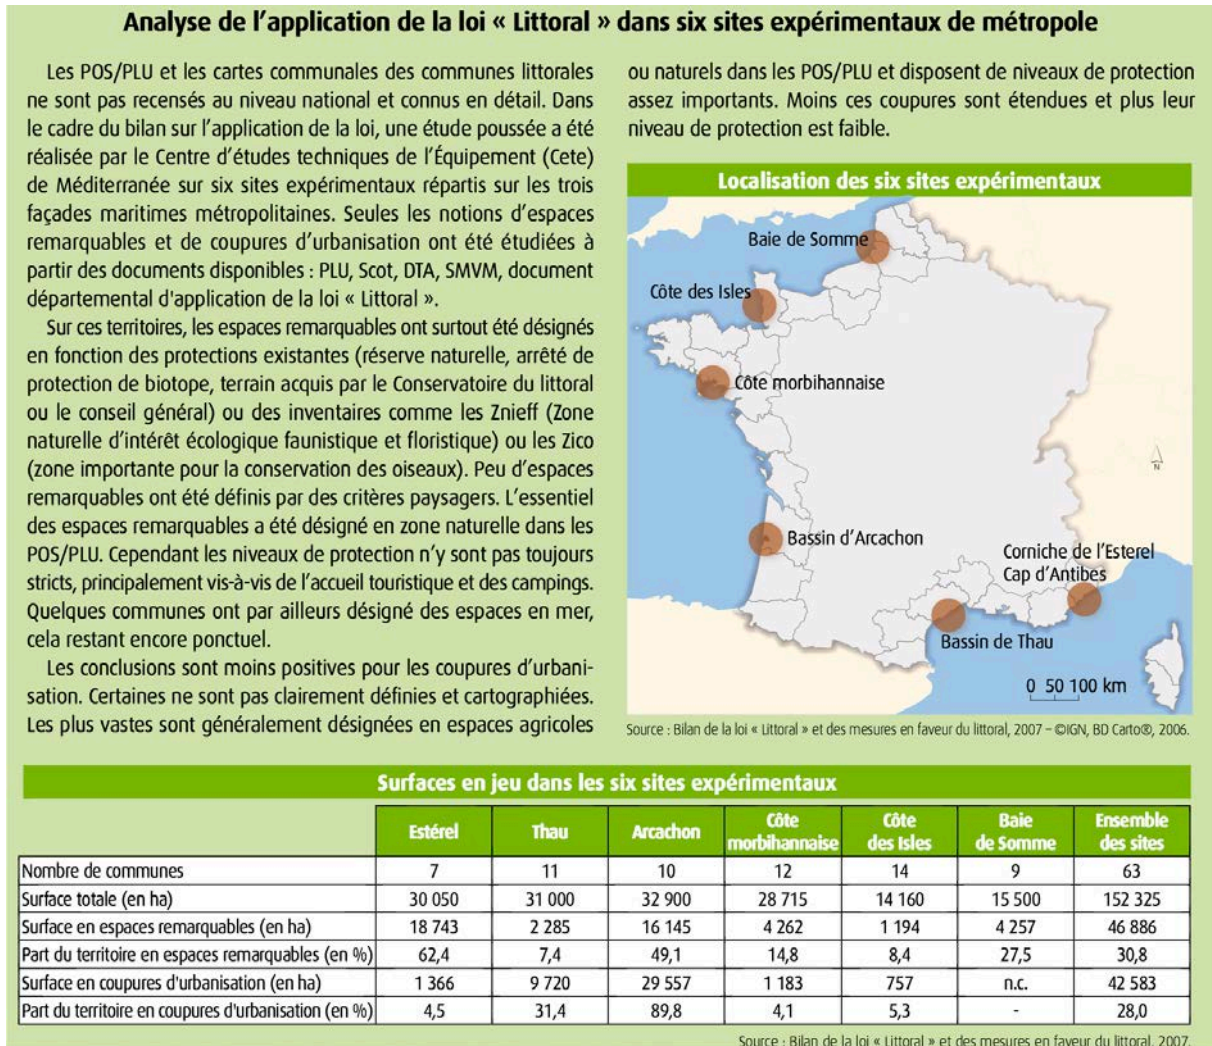 Analyse de l'application de la loi « Littoral » dans six sites expérimentaux de métropole
Les POS/PLU et les cartes communales des communes littorales
ne sont pas recensés au niveau national et connus en détail. Dans
le cadre du bilan sur l'application de la loi, une étude poussée a été
réalisée par le Centre d'études techniques de l'Équipement (Cete)
de Méditerranée sur six sites expérimentaux répartis sur les trois
façades maritimes métropolitaines. Seules les notions d'espaces
remarquables et de coupures d'urbanisation ont été étudiées à
partir des documents disponibles : PLU, Scot, DTA, SMVM, document
départemental d'application de la loi « Littoral ».
Sur ces territoires, les espaces remarquables ont surtout été désignés
en fonction des protections existantes (réserve naturelle, arrêté de
protection de biotope, terrain acquis par le Conservatoire du littoral
ou le conseil général) ou des inventaires comme les Znieff (Zone
naturelle d'intérêt écologique faunistique et floristique) ou les Zico
(zone importante pour la conservation des oiseaux). Peu d'espaces
remarquables ont été définis par des critères paysagers. L'essentiel
des espaces remarquables a été désigné en zone naturelle dans les
POS/PLU. Cependant les niveaux de protection n'y sont pas toujours
stricts, principalement vis-à-vis de l'accueil touristique et des campings.
Quelques communes ont par ailleurs désigné des espaces en mer,
cela restant encore ponctuel.
Les conclusions sont moins positives pour les coupures d'urbani-
sation. Certaines ne sont pas clairement définies et cartographiées.
Les plus vastes sont généralement désignées en espaces agricoles
ou naturels dans les POS/PLU et disposent de niveaux de protection
assez importants. Moins ces coupures sont étendues et plus leur
niveau de protection est faible.
Localisation des six sites expérimentaux
Baie de Somme
Côte des Isles
Côte morbihannaise
Bassin d'Arcachon
Corniche de l'Esterel
Cap d'Antibes
Bassin de Thau
N
0 50 100 km
Source : Bilan de la loi « Littoral » et des mesures en faveur du littoral, 2007 – ©IGN, BD Carto®, 2006.
Surfaces en jeu dans les six sites expérimentaux
Estérel Thau Arcachon Côte morbihannaise Côte des Isles Baie de Somme Ensemble des sites
Nombre de communes 7 11 10 12 14 9 63
Surface totale (en ha) 30 050 31 000 32 900 28 715 14 160 15 500 152 325
Surface en espaces remarquables (en ha) 18 743 2 285 16 145 4 262 1 194 4 257 46 886
Part du territoire en espaces remarquables (en %) 62,4 7,4 49,1 14,8 8,4 27,5 30,8
Surface en coupures d'urbanisation (en ha) 1 366 9 720 29 557 1 183 757 n.c. 42 583
Part du territoire en coupures d'urbanisation (en %) 4,5 31,4 89,8 4,1 5,3 - 28,0
Source : Bilan de la loi « Littoral » et des mesures en faveur du littoral, 2007.